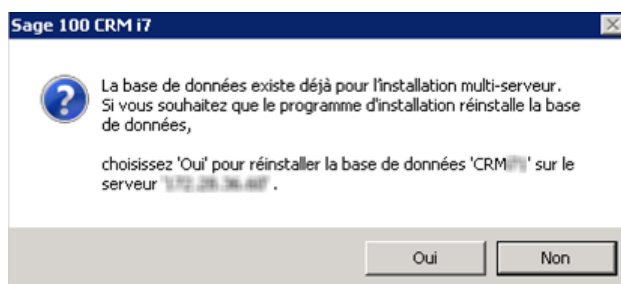 Sage 100 CRM i7
La base de données existe déjà pour l'installation multi-serveur.
Si vous souhaitez que le programme d'installation réinstalle la base
de données,
choisissez 'Oui' pour réinstaller la base de données 'CRM ' sur le
serveur .
Oui
Non